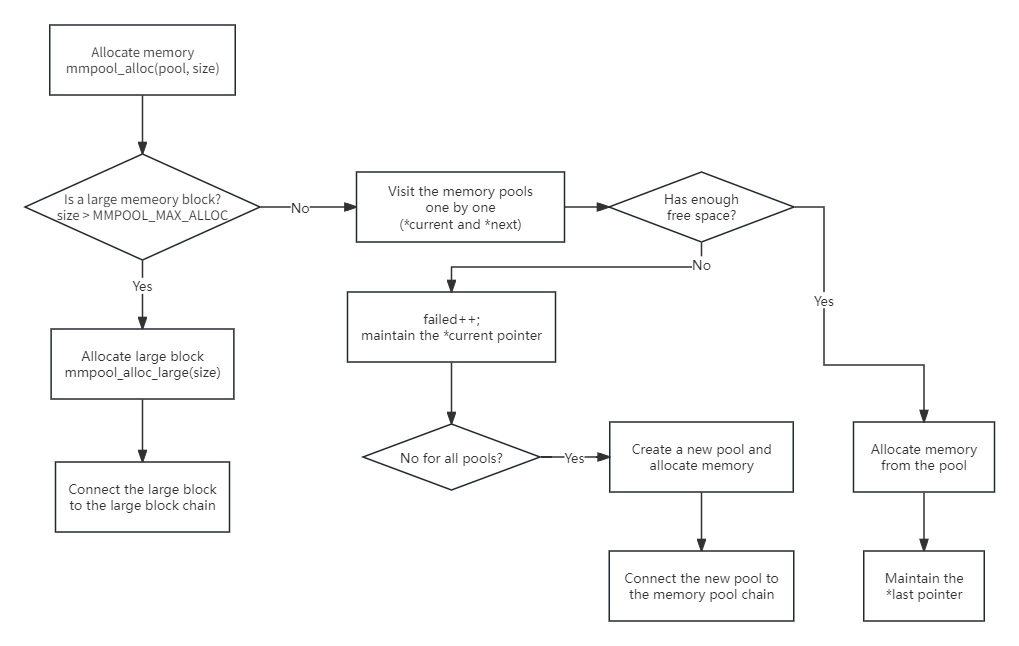 Allocate memory
mmpool_alloc(pool, size)
Is a large memeory block?
size > MMPOOL_MAX_ALLOC
No
Visit the memory pools
one by one
(*current and *next)
Has enough
free space?
No
Yes
Yes
failed++;
maintain the *current pointer
Allocate large block
mmpool_alloc_large(size)
No for all pools?
Yes
Create a new pool and
allocate memory
Allocate memory
from the pool
Connect the large block
to the large block chain
Connect the new pool to
the memory pool chain
Maintain the
*last pointer